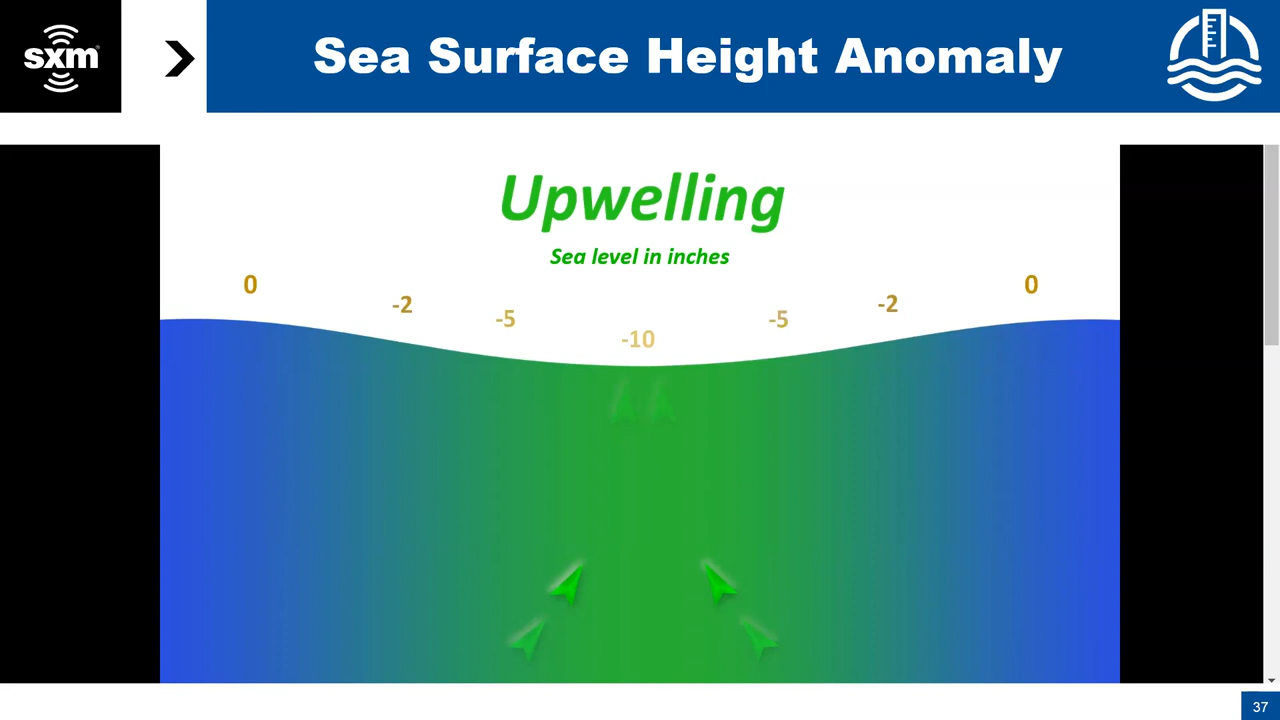 sxm
Sea Surface Height Anomaly
Upwelling
Sea level in inches
0 -2 -5 -10 -5 -2 0
37